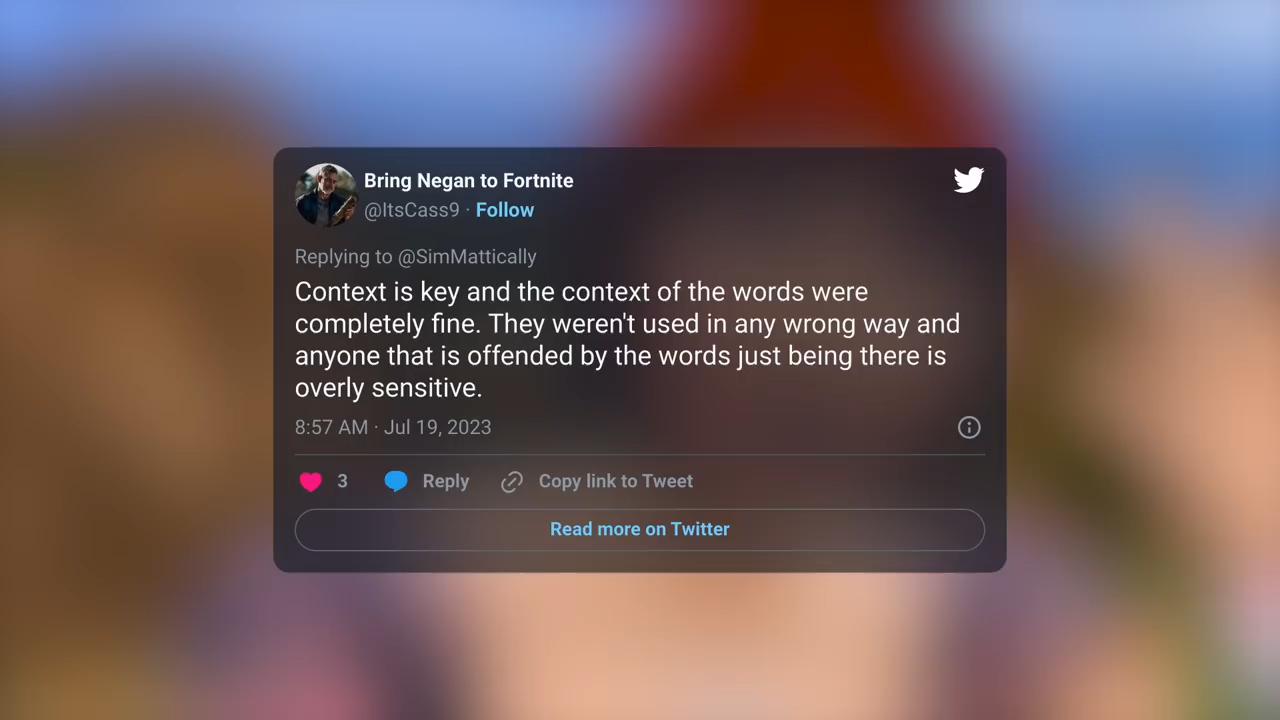 Bring Negan to Fortnite
@ItsCass9 · Follow
Replying to @SimMattically
Context is key and the context of the words were
completely fine. They weren't used in any wrong way and
anyone that is offended by the words just being there is
overly sensitive.
8:57 AM · Jul 19, 2023
3 Reply Copy link to Tweet
Read more on Twitter